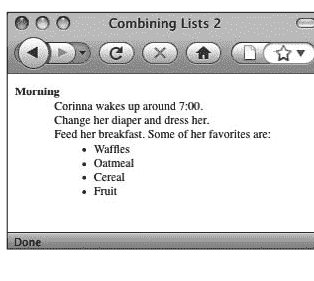 Combining Lists 2
Morning
Corinna wakes up around 7:00.
Change her diaper and dress her.
Feed her breakfast. Some of her favorites are:
• Waffles
• Oatmeal
• Cereal
• Fruit
Done